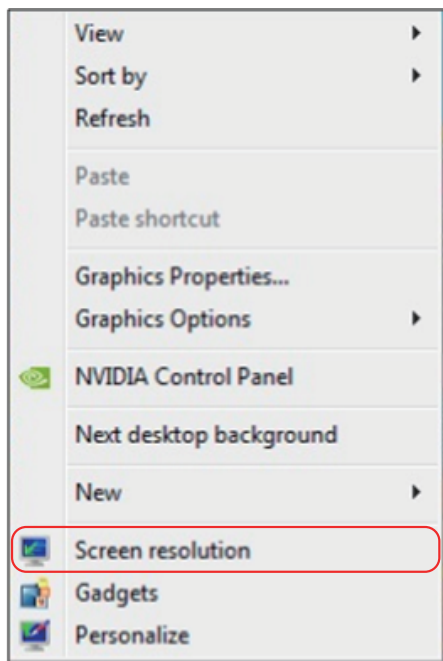 View
Sort by
Refresh
Paste
Paste shortcut
Graphics Properties...
Graphics Options
NVIDIA Control Panel
Next desktop background
New
Screen resolution
Gadgets
Personalize